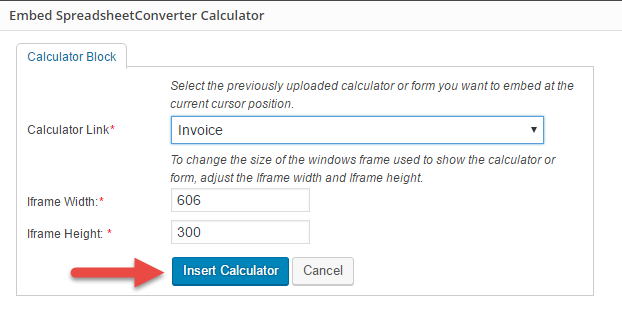 Embed SpreadsheetConverter Calculator
Calculator Block
Select the previously uploaded calculator or form you want to embed at the
current cursor position.
Calculator Link*
Invoice
To change the size of the windows frame used to show the calculator or
form, adjust the Iframe width and Iframe height.
Iframe Width:*
606
Iframe Height: *
300
Insert Calculator
Cancel